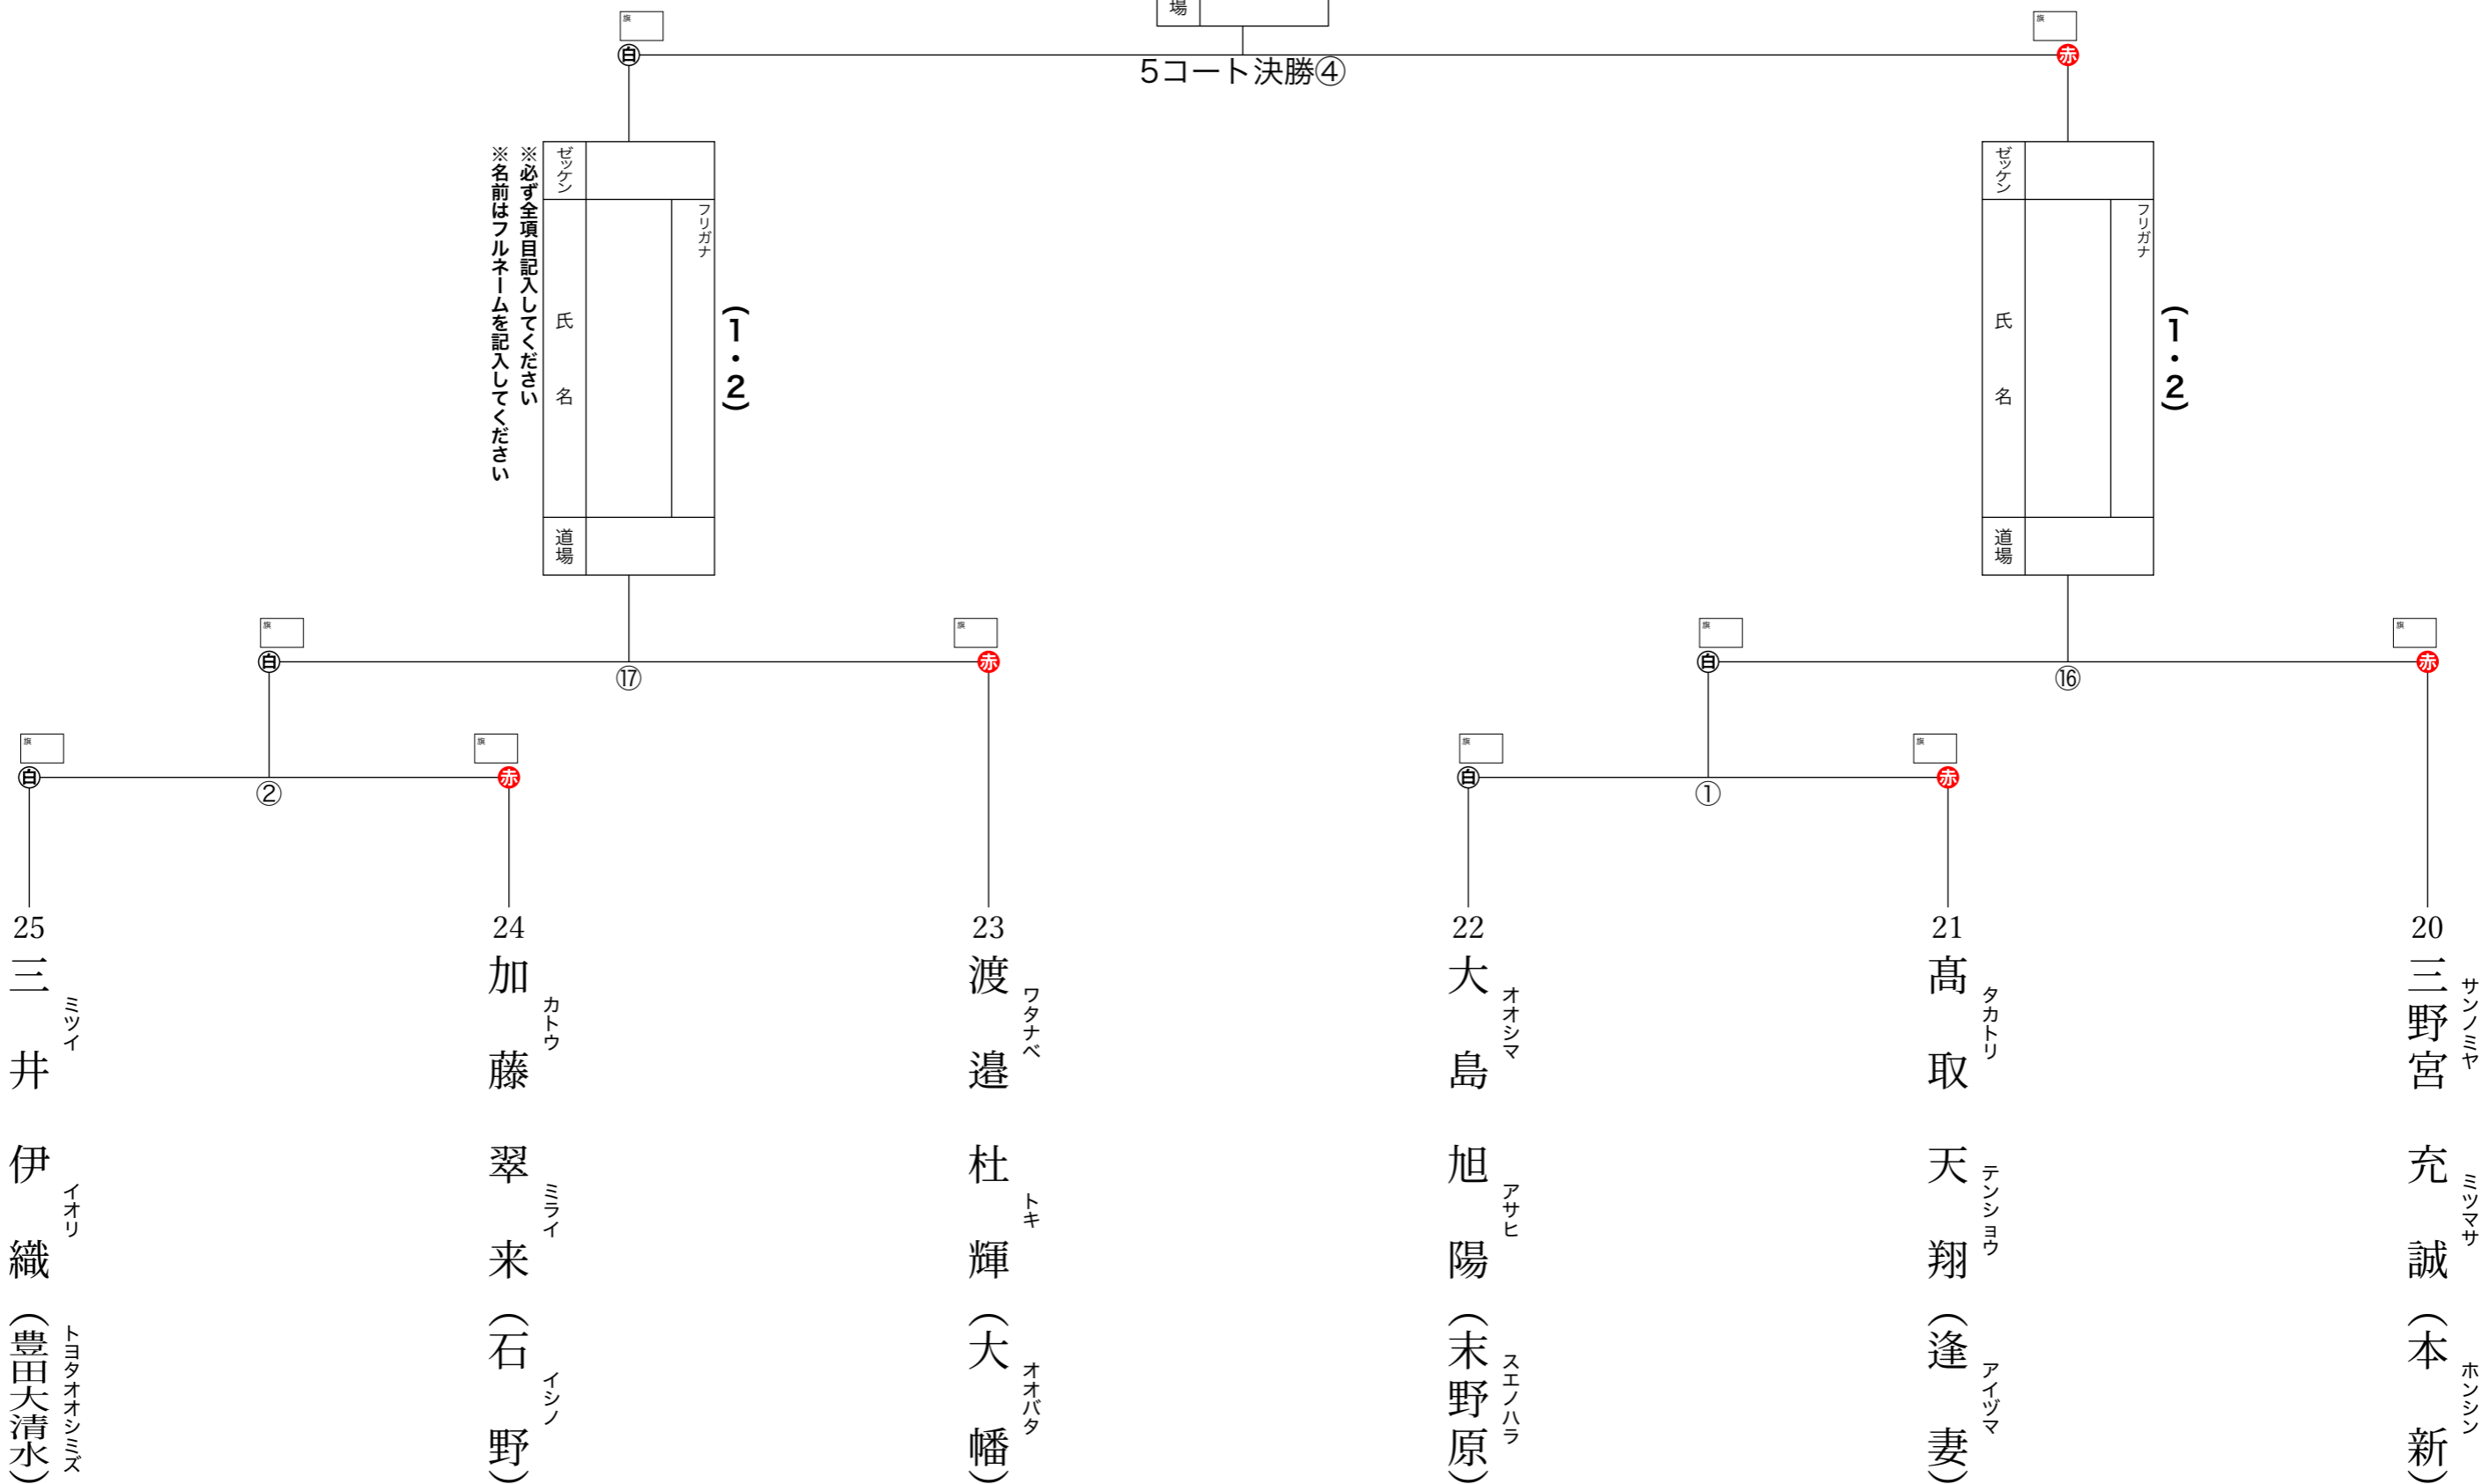 場
旗
旗
白
赤
5コート決勝④
ゼッケン
フリガナ
氏名
道場
(1・2)
ゼッケン
フリガナ
氏名
道場
(1・2)
※必ず全項目記入してください
※名前はフルネームを記入してください
旗
旗
旗
旗
白
赤
白
赤
⑰
⑯
旗
旗
旗
旗
白
赤
白
赤
②
①
20
三野宮 充誠 (本新)
サンノミヤ ミツマサ ホンシン
21
髙取 天翔 (逢妻)
タカトリ テンショウ アイヅマ
22
大島 旭陽 (末野原)
オオシマ アサヒ スエノハラ
23
渡邉 杜輝 (大幡)
ワタナベ トキ オオバタ
24
加藤 翠来 (石野)
カトウ ミライ イシノ
25
三井 伊織 (豊田大清水)
ミツイ イオリ トヨタオオシミズ